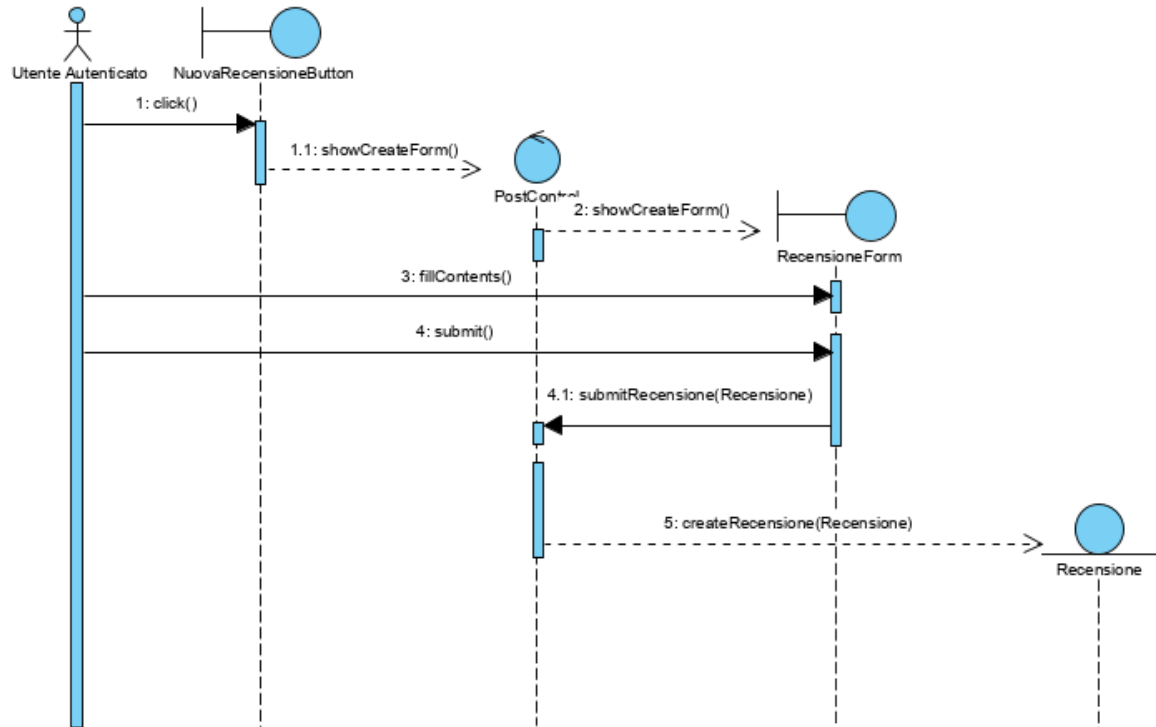 Utente Autenticato
NuovaRecensioneButton
1: click()
1.1: showCreateForm()
PostControl
2: showCreateForm()
RecensioneForm
3: fillContents()
4: submit()
4.1: submitRecensione(Recensione)
5: createRecensione(Recensione)
Recensione